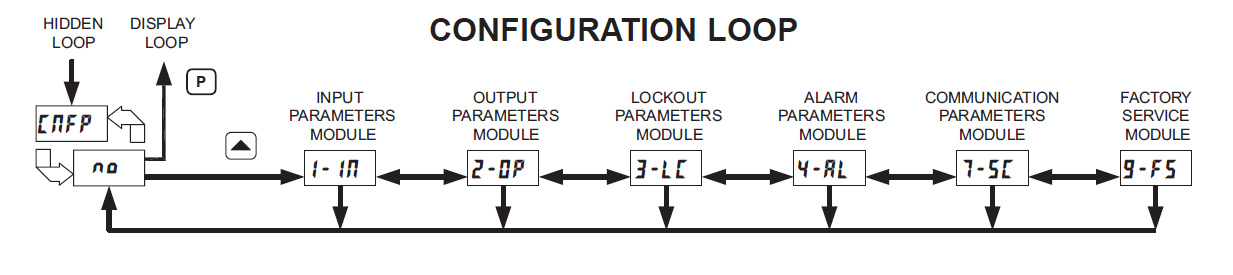 CONFIGURATION LOOP
HIDDEN
LOOP
DISPLAY
LOOP
P
CNFP
no
INPUT
PARAMETERS
MODULE
1-IN
OUTPUT
PARAMETERS
MODULE
2-OP
LOCKOUT
PARAMETERS
MODULE
3-LC
ALARM
PARAMETERS
MODULE
4-AL
COMMUNICATION
PARAMETERS
MODULE
7-SC
FACTORY
SERVICE
MODULE
9-FS